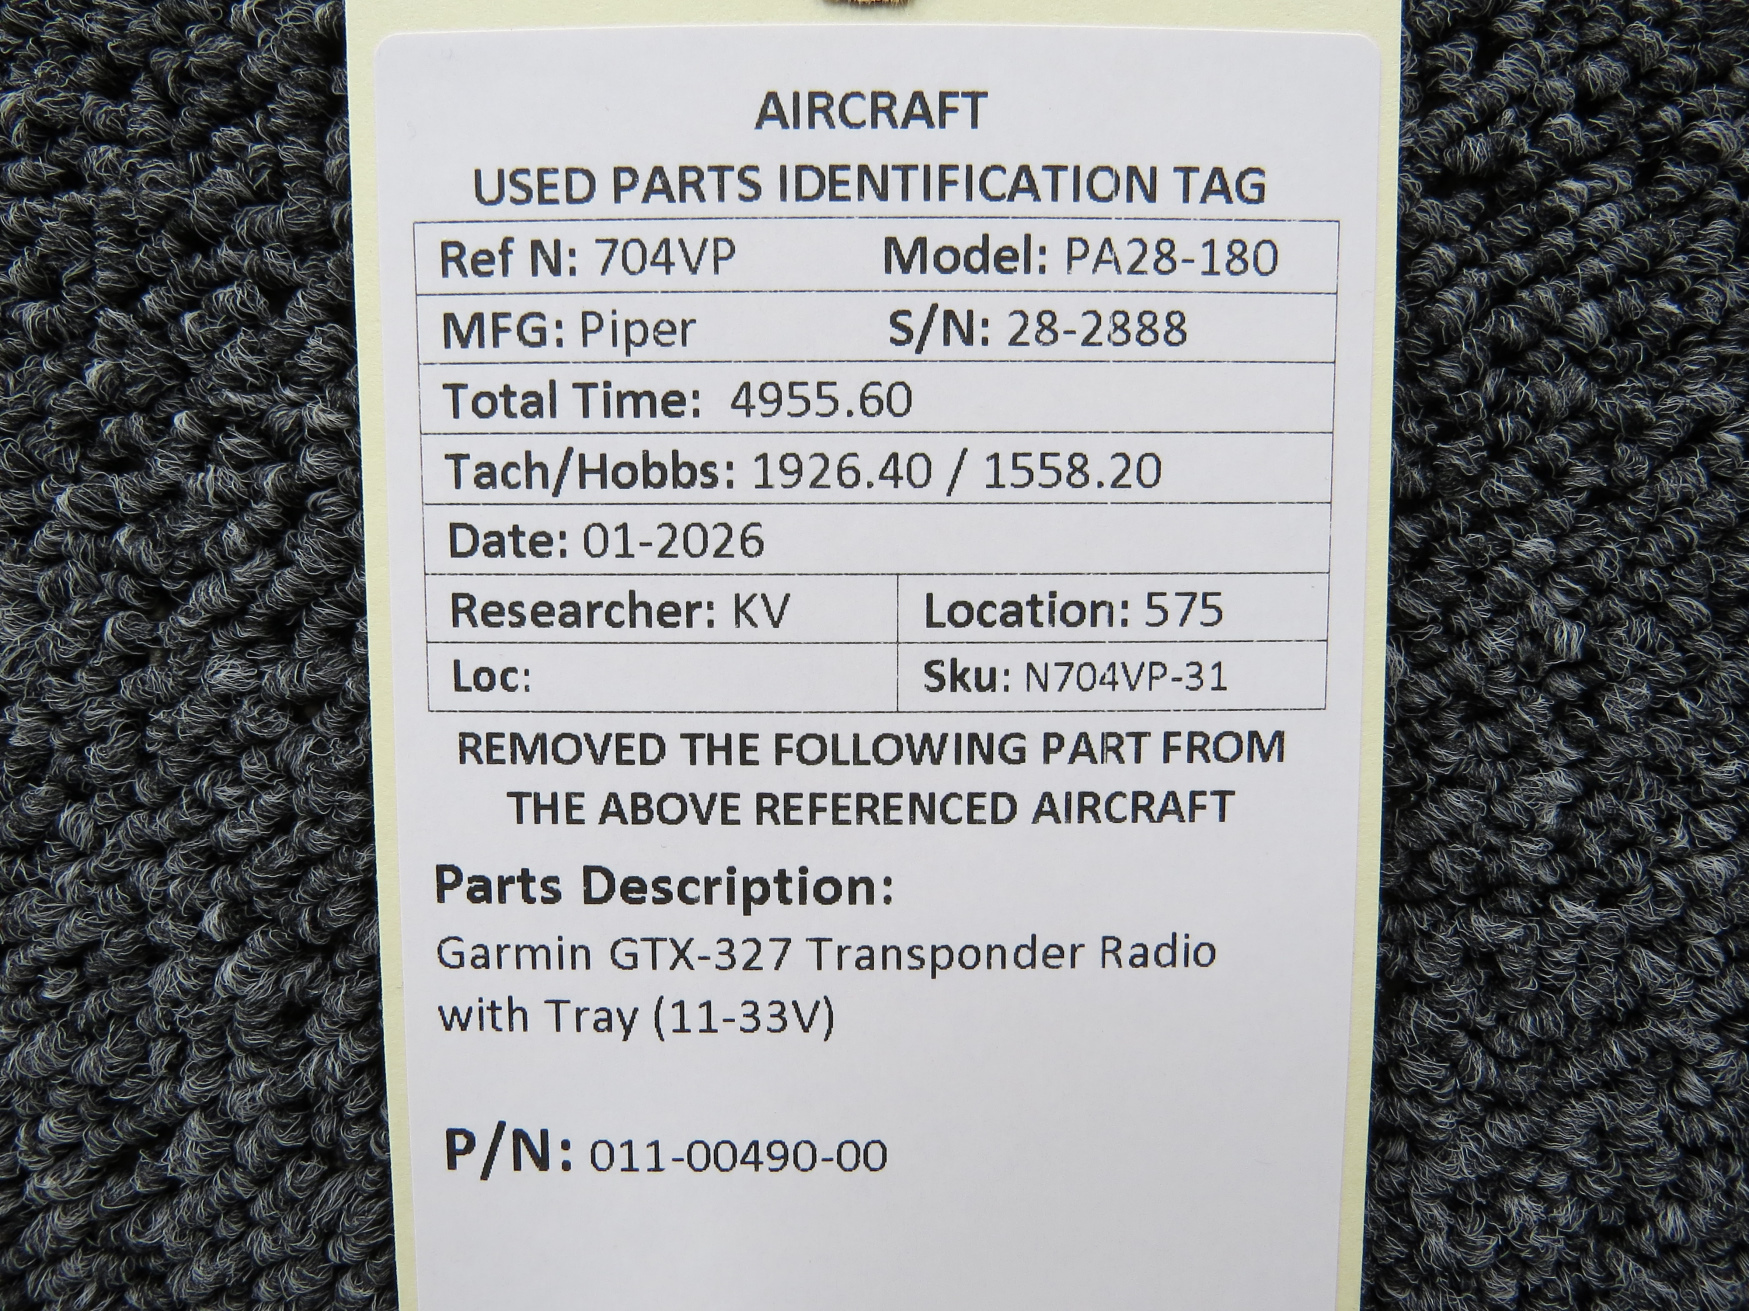 AIRCRAFT
USED PARTS IDENTIFICATION TAG
Ref N: 704VP Model: PA28-180
MFG: Piper S/N: 28-2888
Total Time: 4955.60
Tach/Hobbs: 1926.40 / 1558.20
Date: 01-2026
Researcher: KV Location: 575
Loc: Sku: N704VP-31
REMOVED THE FOLLOWING PART FROM
THE ABOVE REFERENCED AIRCRAFT
Parts Description:
Garmin GTX-327 Transponder Radio
with Tray (11-33V)
P/N: 011-00490-00